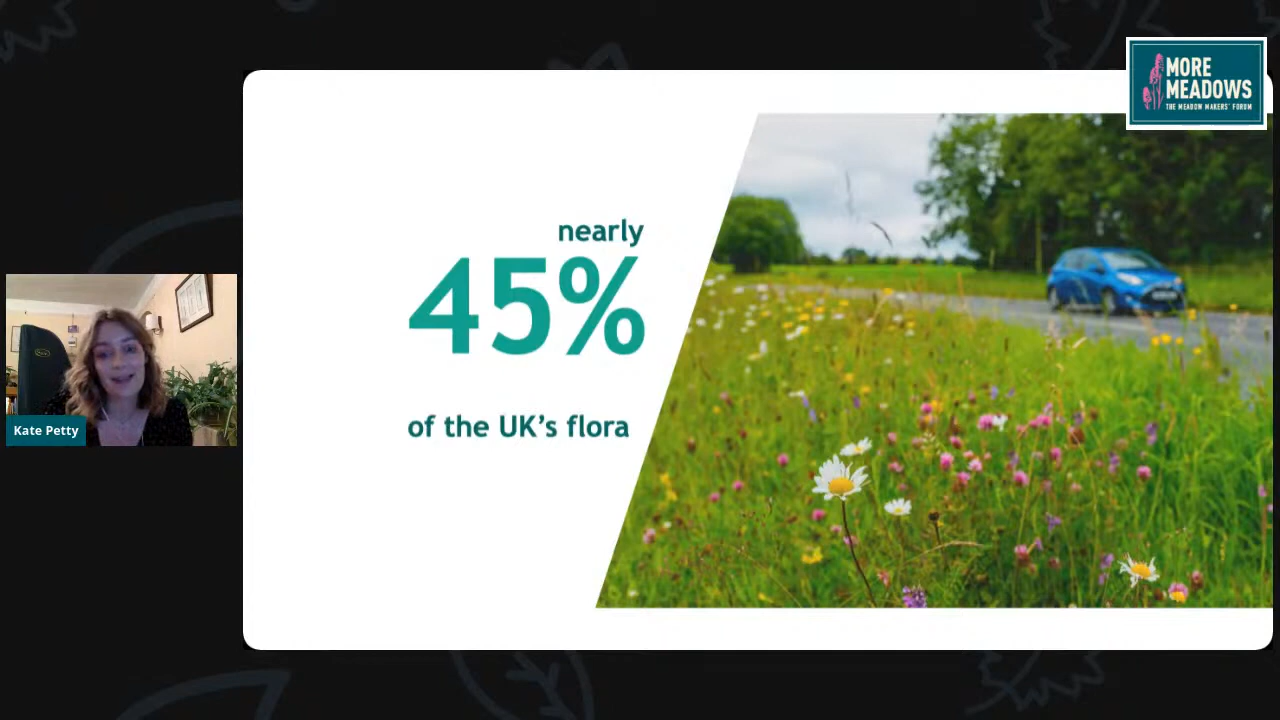 MORE
MEADOWS
THE MEADOW MAKERS' FORUM
nearly
45%
of the UK's flora
Kate Petty